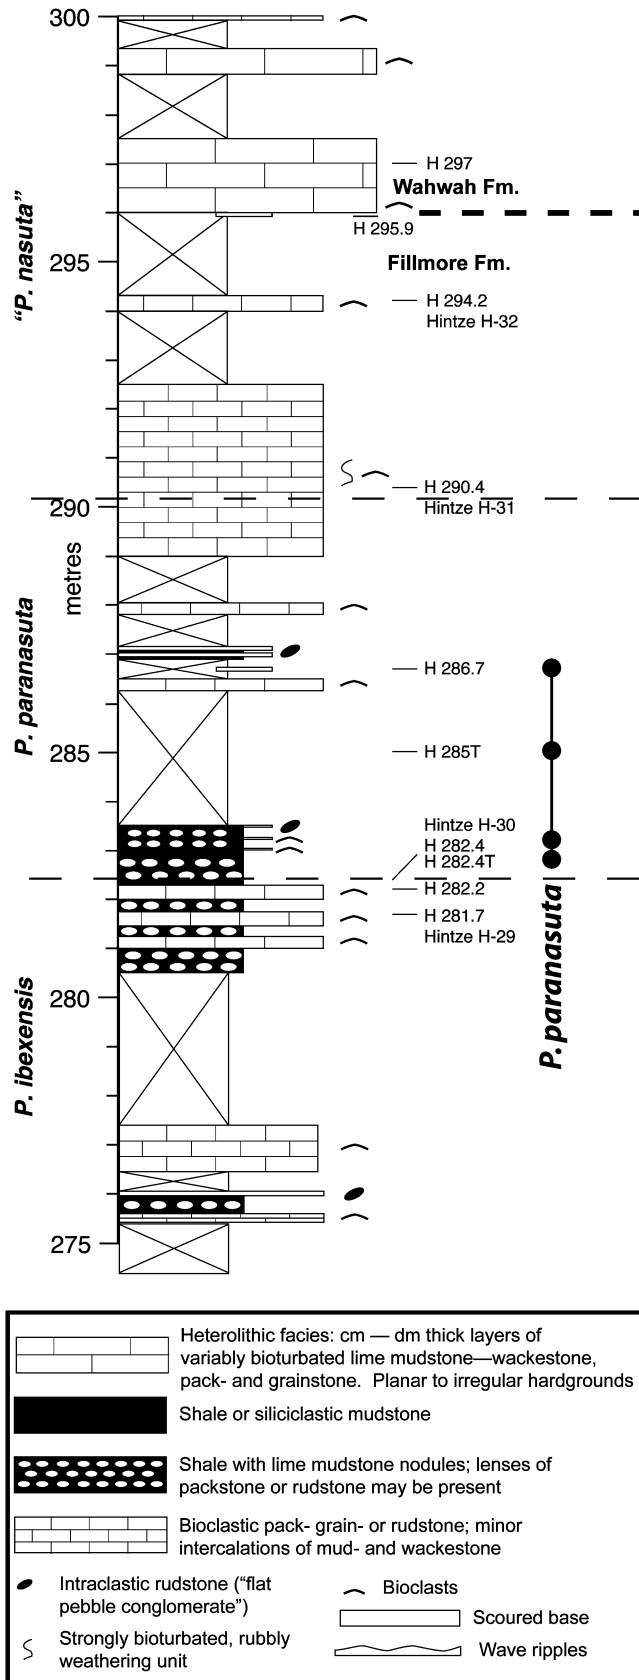 300
H 297
Wahwah Fm.
H 295.9
"P. nasuta"
295
Fillmore Fm.
H 294.2
Hintze H-32
H 290.4
290
Hintze H-31
metres
P. paranasuta
H 286.7
285
H 285T
Hintze H-30
H 282.4
H 282.4T
H 282.2
H 281.7
Hintze H-29
P. paranasuta
280
P. ibexensis
275
Heterolithic facies: cm — dm thick layers of
variably bioturbated lime mudstone—wackestone,
pack- and grainstone. Planar to irregular hardgrounds
Shale or siliciclastic mudstone
Shale with lime mudstone nodules; lenses of
packstone or rudstone may be present
Bioclastic pack- grain- or rudstone; minor
intercalations of mud- and wackestone
Intraclastic rudstone (“flat
pebble conglomerate”)
Strongly bioturbated, rubbly
weathering unit
Bioclasts
Scoured base
Wave ripples